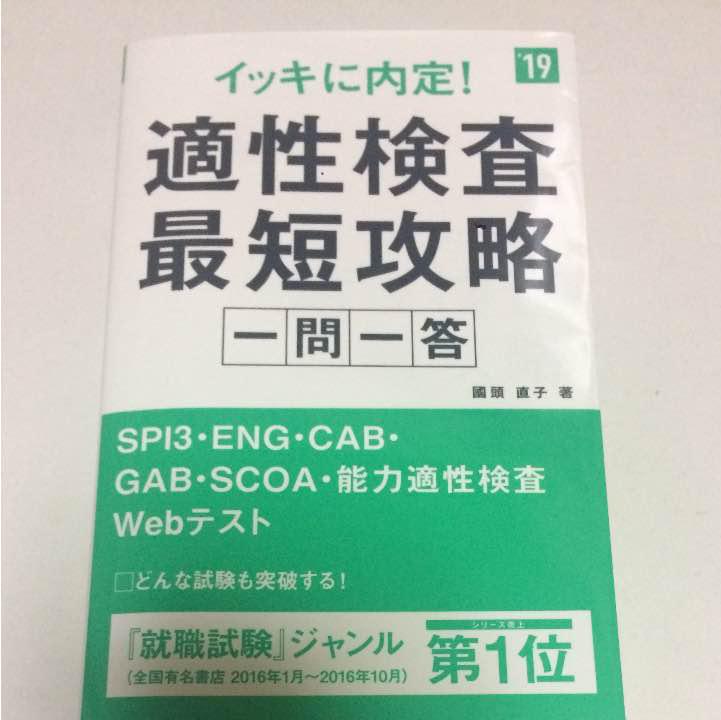 イッキに内定!
'19
適性検査
最短攻略
一問一答
國頭 直子 著
SPI3・ENG・CAB・
GAB・SCOA・能力適性検査
Webテスト
□どんな試験も突破する!
『就職試験』ジャンル
(全国有名書店 2016年1月〜2016年10月)
シリーズ売上
第1位